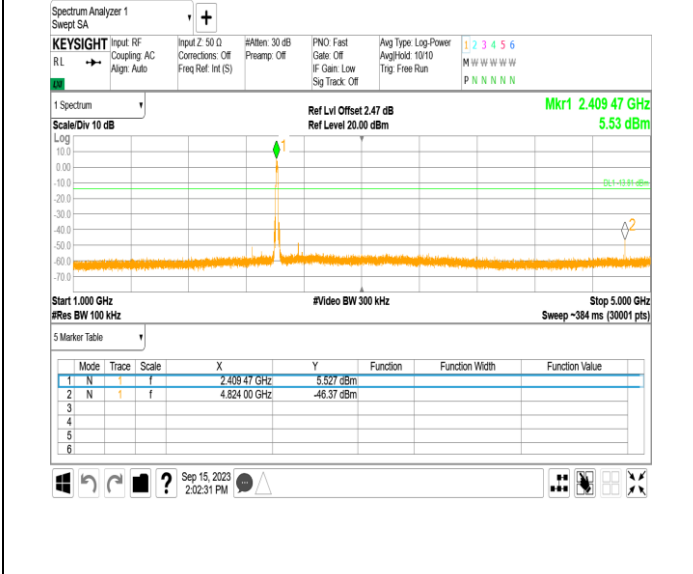 Spectrum Analyzer 1
Swept SA
+
KEYSIGHT Input: RF Input Z: 50 Ω #Atten: 30 dB PNO: Fast Avg Type: Log-Power 1 2 3 4 5 6
RL Coupling: AC Corrections: Off Preamp: Off Gate: Off Avg|Hold: 10/10 M W W W W W
Align: Auto Freq Ref: Int (S) IF Gain: Low Trig: Free Run
Sig Track: Off P N N N N N
1 Spectrum Ref Lvl Offset 2.47 dB Mkr1 2.409 47 GHz
Scale/Div 10 dB Ref Level 20.00 dBm 5.53 dBm
Log
10.0
0.00
-10.0
-20.0
-30.0
-40.0
-50.0
-60.0
-70.0
1
2
Start 1.000 GHz #Video BW 300 kHz Stop 5.000 GHz
#Res BW 100 kHz Sweep ~384 ms (30001 pts)
5 Marker Table
Mode Trace Scale X Y Function Function Width Function Value
1 N 1 f 2.409 47 GHz 5.527 dBm
2 N 1 f 4.824 00 GHz -46.37 dBm
3
4
5
6
? Sep 15, 2023
2:02:31 PM